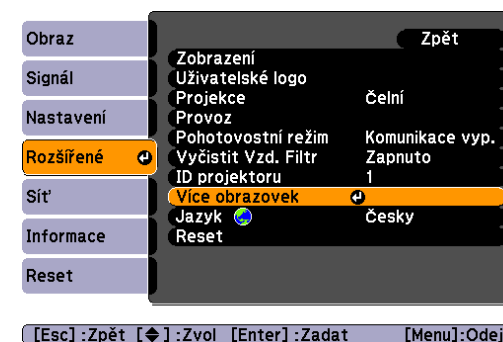 Obraz
Signál
Nastavení
Rozšířené
Síť
Informace
Reset
Zpět
Zobrazení
Uživatelské logo
Projekce Čelní
Provoz
Pohotovostní režim Komunikace vyp.
Vyčistit Vzd. Filtr Zapnuto
ID projektoru 1
Více obrazovek
Jazyk Česky
Reset
[Esc] :Zpět [◆] :Zvol [Enter] :Zadat [Menu]:Odej